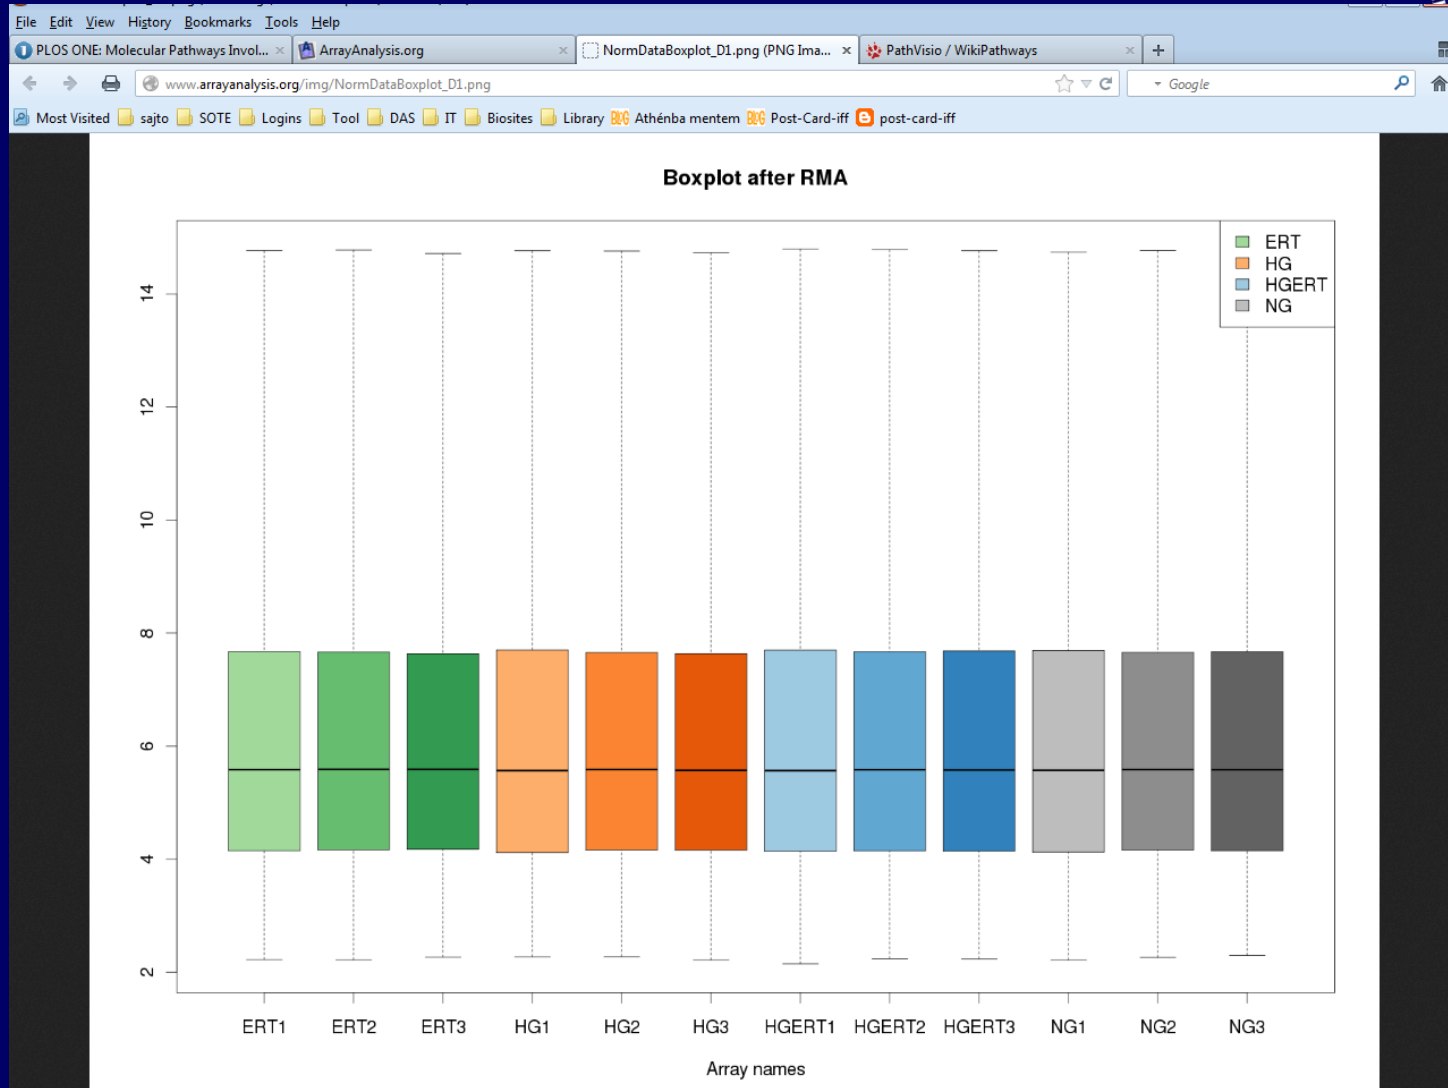 File Edit View History Bookmarks Tools Help
PLOS ONE: Molecular Pathways Invol... ArrayAnalysis.org NormDataBoxplot_D1.png (PNG Ima... PathVisio / WikiPathways
www.arrayanalysis.org/img/NormDataBoxplot_D1.png Google
Most Visited sajto SOTE Logins Tool DAS IT Biosites Library BLOG Athénba mentem BLOG Post-Card-iff post-card-iff
Boxplot after RMA
ERT
HG
HGERT
NG
14
12
10
8
6
4
2
ERT1 ERT2 ERT3 HG1 HG2 HG3 HGERT1 HGERT2 HGERT3 NG1 NG2 NG3
Array names